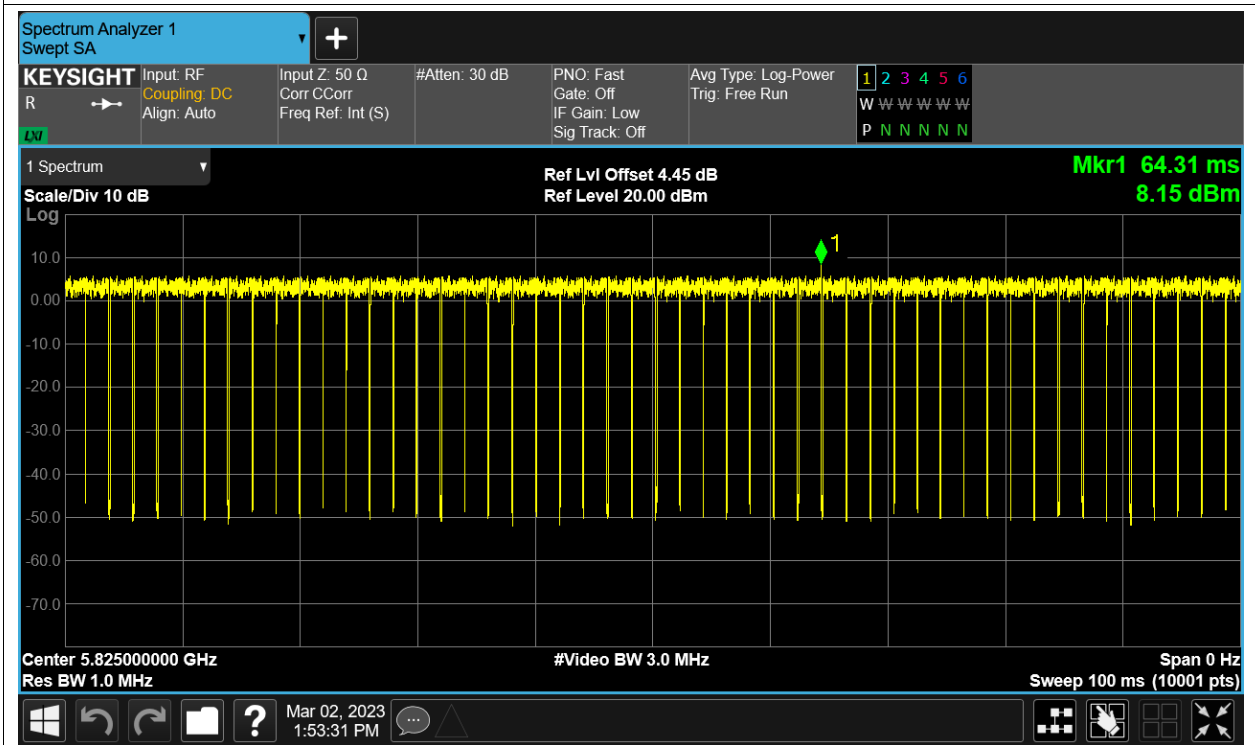 Spectrum Analyzer 1
Swept SA
KEYSIGHT
R
LXI
Input: RF
Coupling: DC
Align: Auto
Input Z: 50 Ω
Corr CCorr
Freq Ref: Int (S)
#Atten: 30 dB
PNO: Fast
Gate: Off
IF Gain: Low
Sig Track: Off
Avg Type: Log-Power
Trig: Free Run
1 2 3 4 5 6
W W W W W W
P N N N N N
1 Spectrum
Scale/Div 10 dB
Ref Lvl Offset 4.45 dB
Ref Level 20.00 dBm
Mkr1 64.31 ms
8.15 dBm
Log
1
10.0
0.00
-10.0
-20.0
-30.0
-40.0
-50.0
-60.0
-70.0
Center 5.825000000 GHz
Res BW 1.0 MHz
#Video BW 3.0 MHz
Span 0 Hz
Sweep 100 ms (10001 pts)
?
Mar 02, 2023
1:53:31 PM